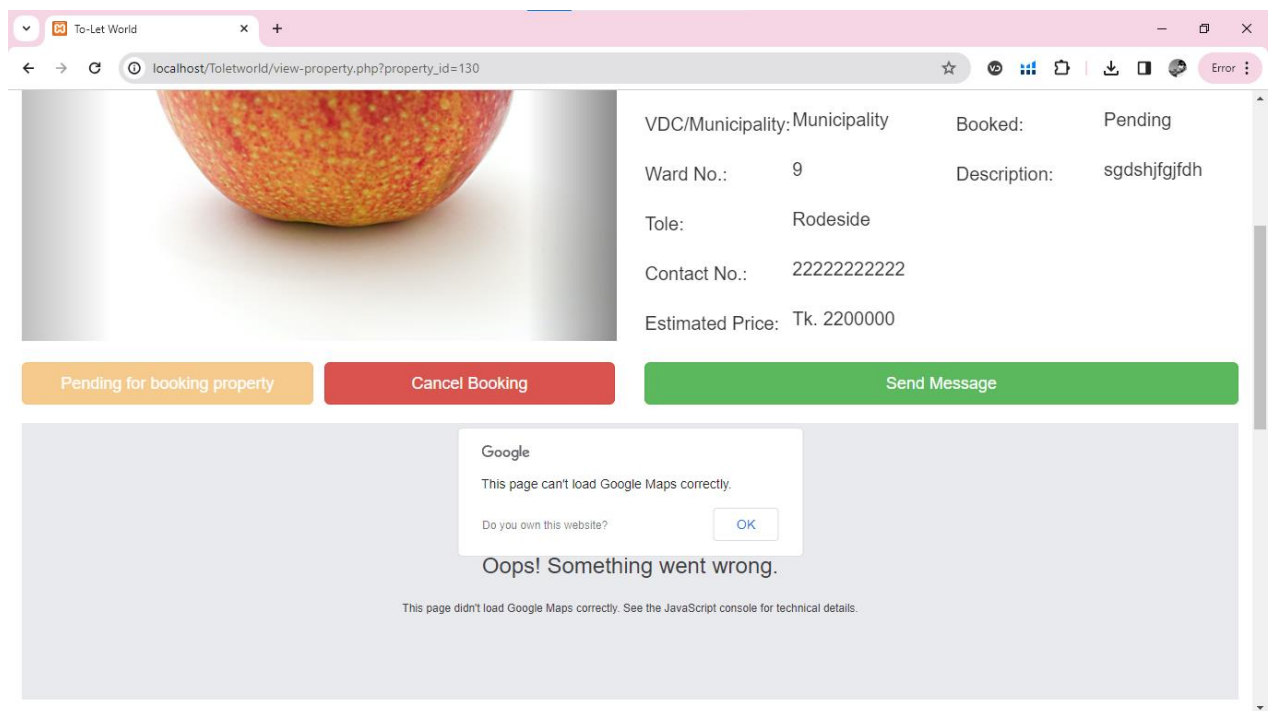 To-Let World
localhost/Toletworld/view-property.php?property_id=130
Error
VDC/Municipality: Municipality Booked: Pending
Ward No.: 9 Description: sgdshjfgjfdh
Tole: Rodeside
Contact No.: 22222222222
Estimated Price: Tk. 2200000
Pending for booking property Cancel Booking Send Message
Google
This page can't load Google Maps correctly.
Do you own this website? OK
Oops! Something went wrong.
This page didn't load Google Maps correctly. See the JavaScript console for technical details.